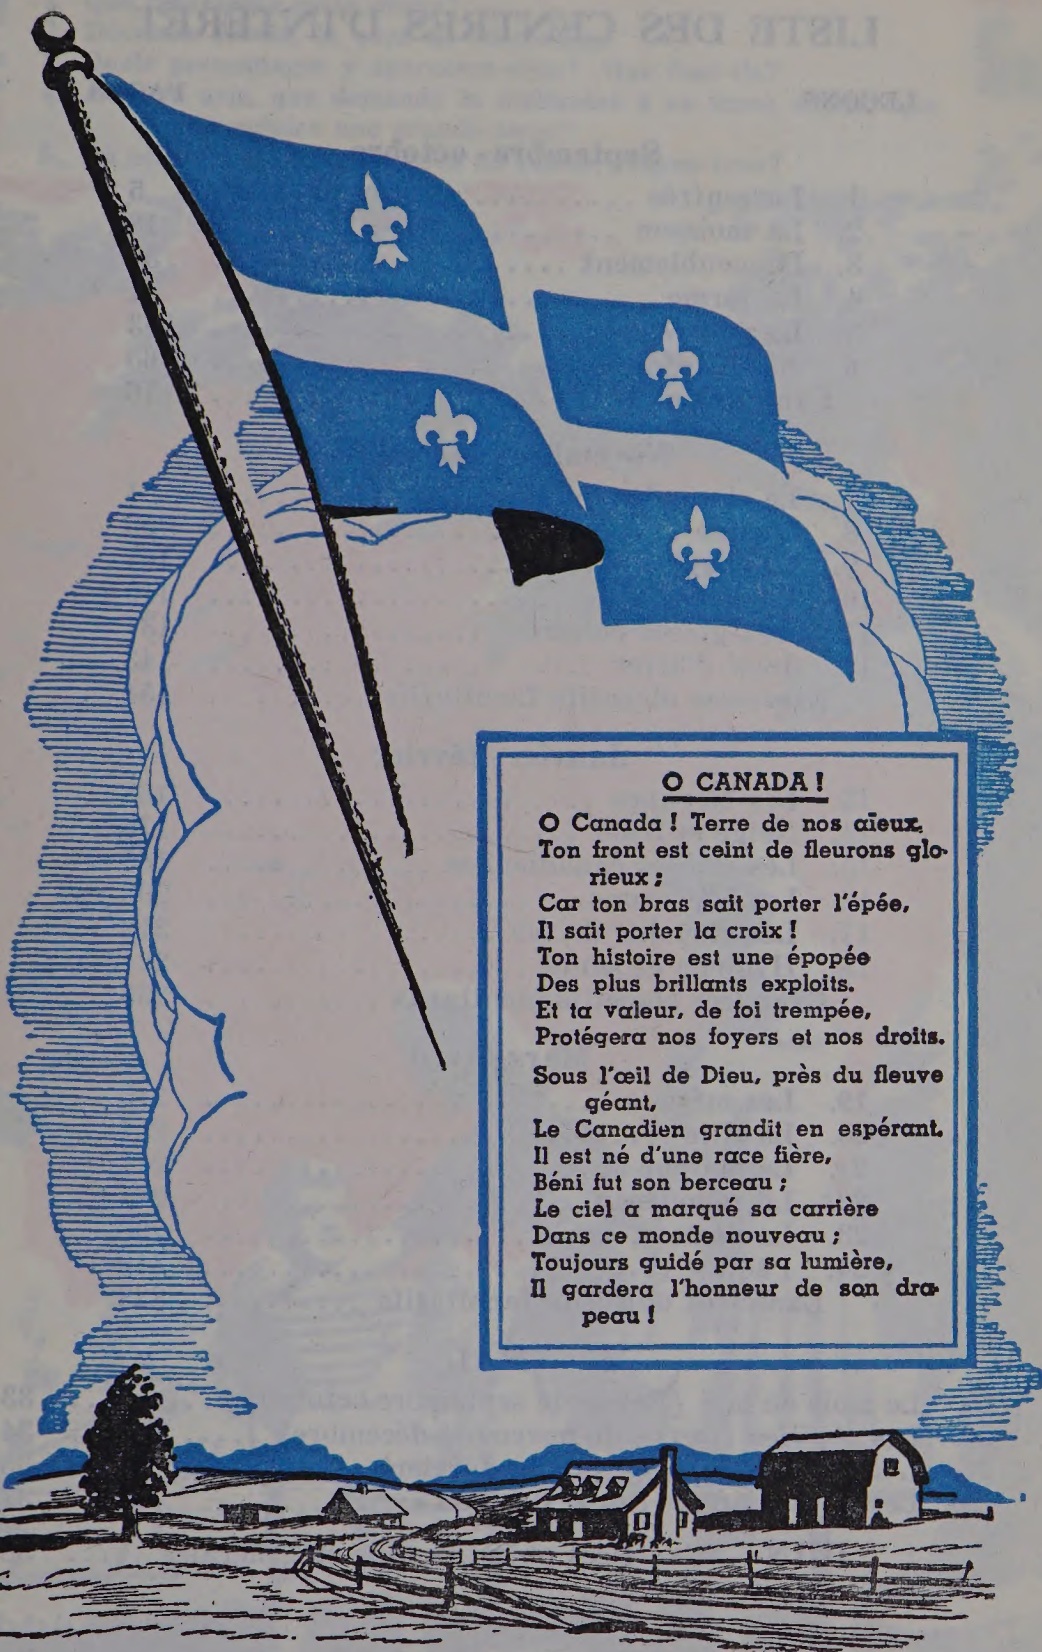 O CANADA !
O Canada ! Terre de nos aïeux,
Ton front est ceint de fleurons glo-
rieux ;
Car ton bras sait porter l'épée,
Il sait porter la croix !
Ton histoire est une épopée
Des plus brillants exploits.
Et ta valeur, de foi trempée,
Protégera nos foyers et nos droits.
Sous l'œil de Dieu, près du fleuve
géant,
Le Canadien grandit en espérant.
Il est né d'une race fière,
Béni fut son berceau ;
Le ciel a marqué sa carrière
Dans ce monde nouveau ;
Toujours guidé par sa lumière,
Il gardera l'honneur de son dra-
peau !